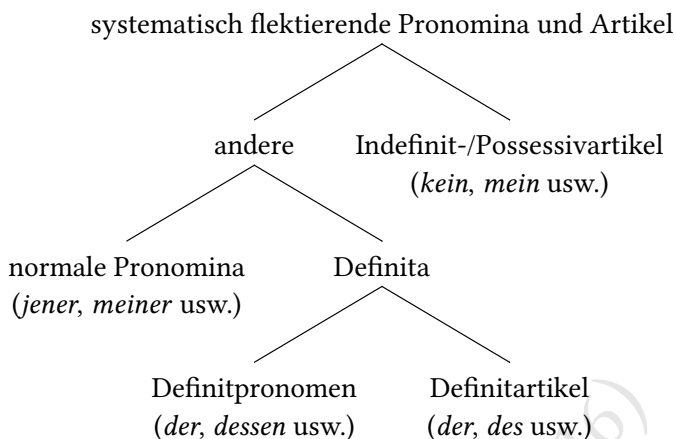 systematisch flektierende Pronomina und Artikel
andere
Indefinit-/Possessivartikel
(kein, mein usw.)
normale Pronomina
(jener, meiner usw.)
Definita
Definitpronomen
(der, dessen usw.)
Definitartikel
(der, des usw.)